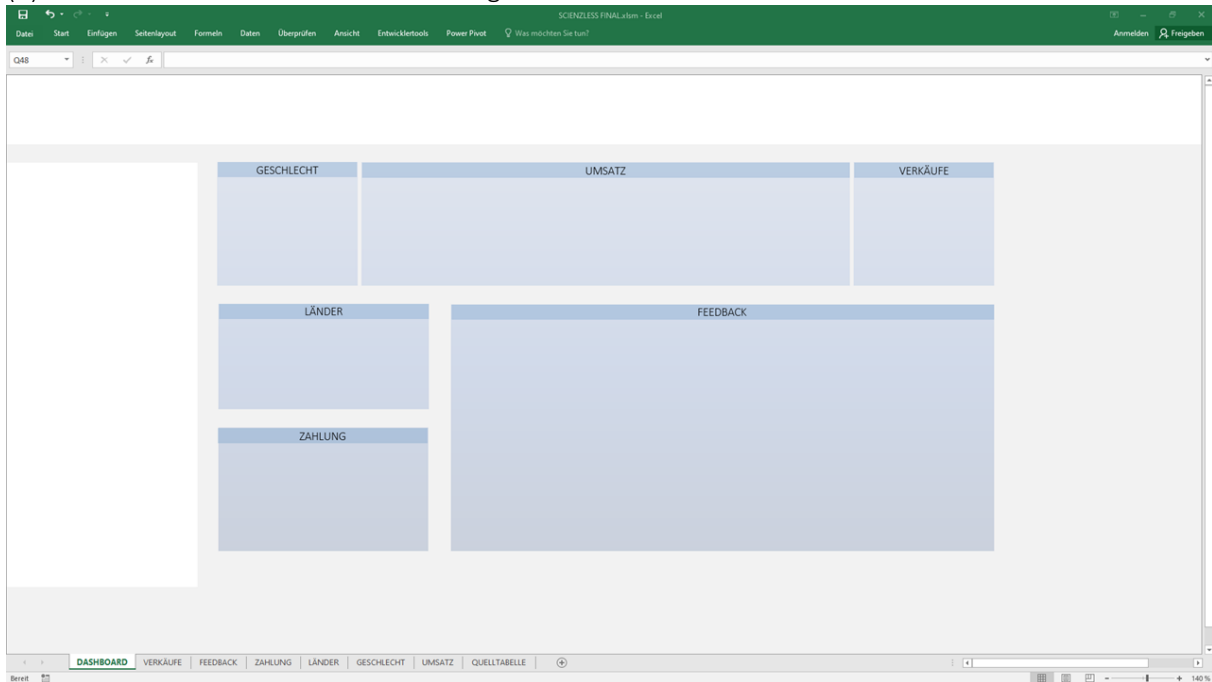 SCIENZLESS FINAL.xlsm - Excel
Datei Start Einfügen Seitenlayout Formeln Daten Überprüfen Ansicht Entwicklertools Power Pivot Was möchten Sie tun? Anmelden Freigeben
Q48 fx
GESCHLECHT UMSATZ VERKÄUFE
LÄNDER FEEDBACK
ZAHLUNG
DASHBOARD VERKÄUFE FEEDBACK ZAHLUNG LÄNDER GESCHLECHT UMSATZ QUELLTABELLE
Bereit 140 %